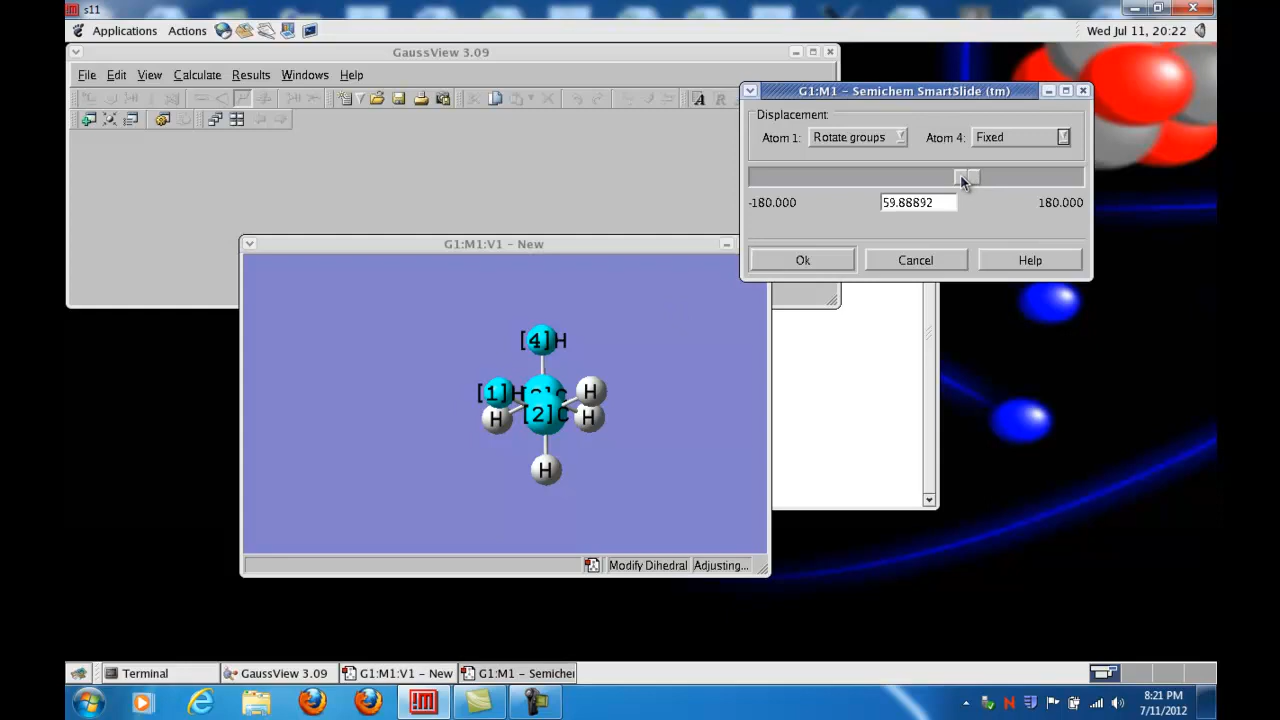 s11
Applications Actions
Wed Jul 11, 20:22
GaussView 3.09
File Edit View Calculate Results Windows Help
A R
G1:M1 - Semichem SmartSlide (tm)
Displacement:
Atom 1: Rotate groups Atom 4: Fixed
-180.000 59.88892 180.000
Ok Cancel Help
G1:M1:V1 - New
[4]H
[1]H H
H [2]C H
H
Modify Dihedral Adjusting...
Terminal GaussView 3.09 G1:M1:V1 - New G1:M1 - Semichem
8:21 PM
7/11/2012